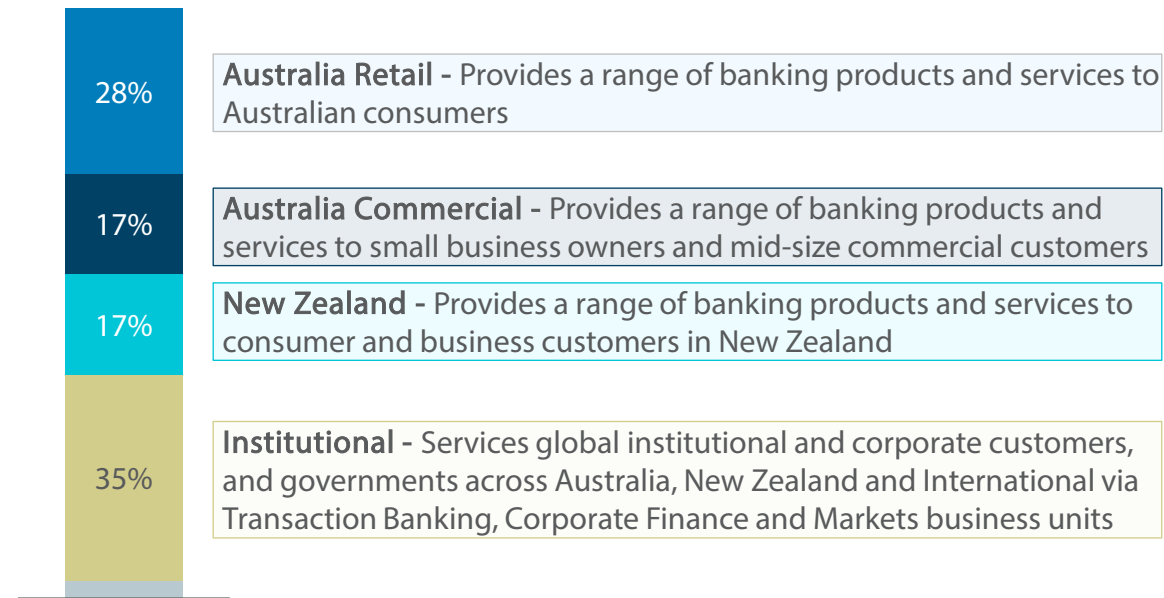 28%
Australia Retail - Provides a range of banking products and services to
Australian consumers
17%
Australia Commercial - Provides a range of banking products and
services to small business owners and mid-size commercial customers
17%
New Zealand - Provides a range of banking products and services to
consumer and business customers in New Zealand
35%
Institutional - Services global institutional and corporate customers,
and governments across Australia, New Zealand and International via
Transaction Banking, Corporate Finance and Markets business units